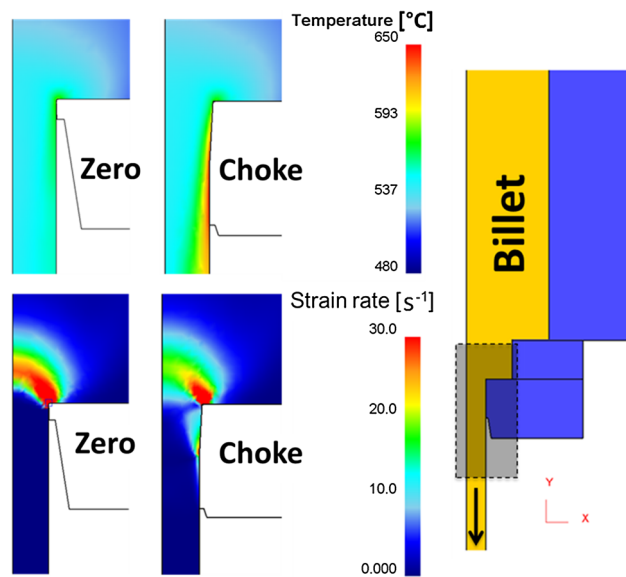 Temperature [°C]
650
593
537
480
Zero
Choke
Strain rate [s-1]
30.0
20.0
10.0
0.000
Zero
Choke
Billet
Y
X